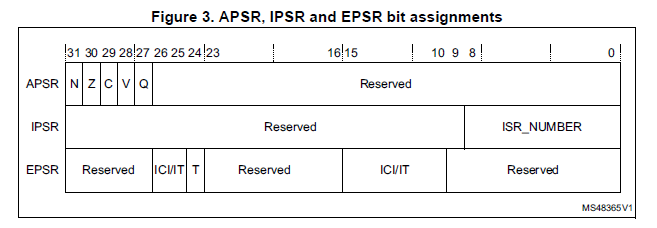 Figure 3. APSR, IPSR and EPSR bit assignments
31 30 29 28 27 26 25 24 23 16 15 10 9 8 0
APSR N Z C V Q Reserved
IPSR Reserved ISR_NUMBER
EPSR Reserved ICI/IT T Reserved ICI/IT Reserved
MS48365V1